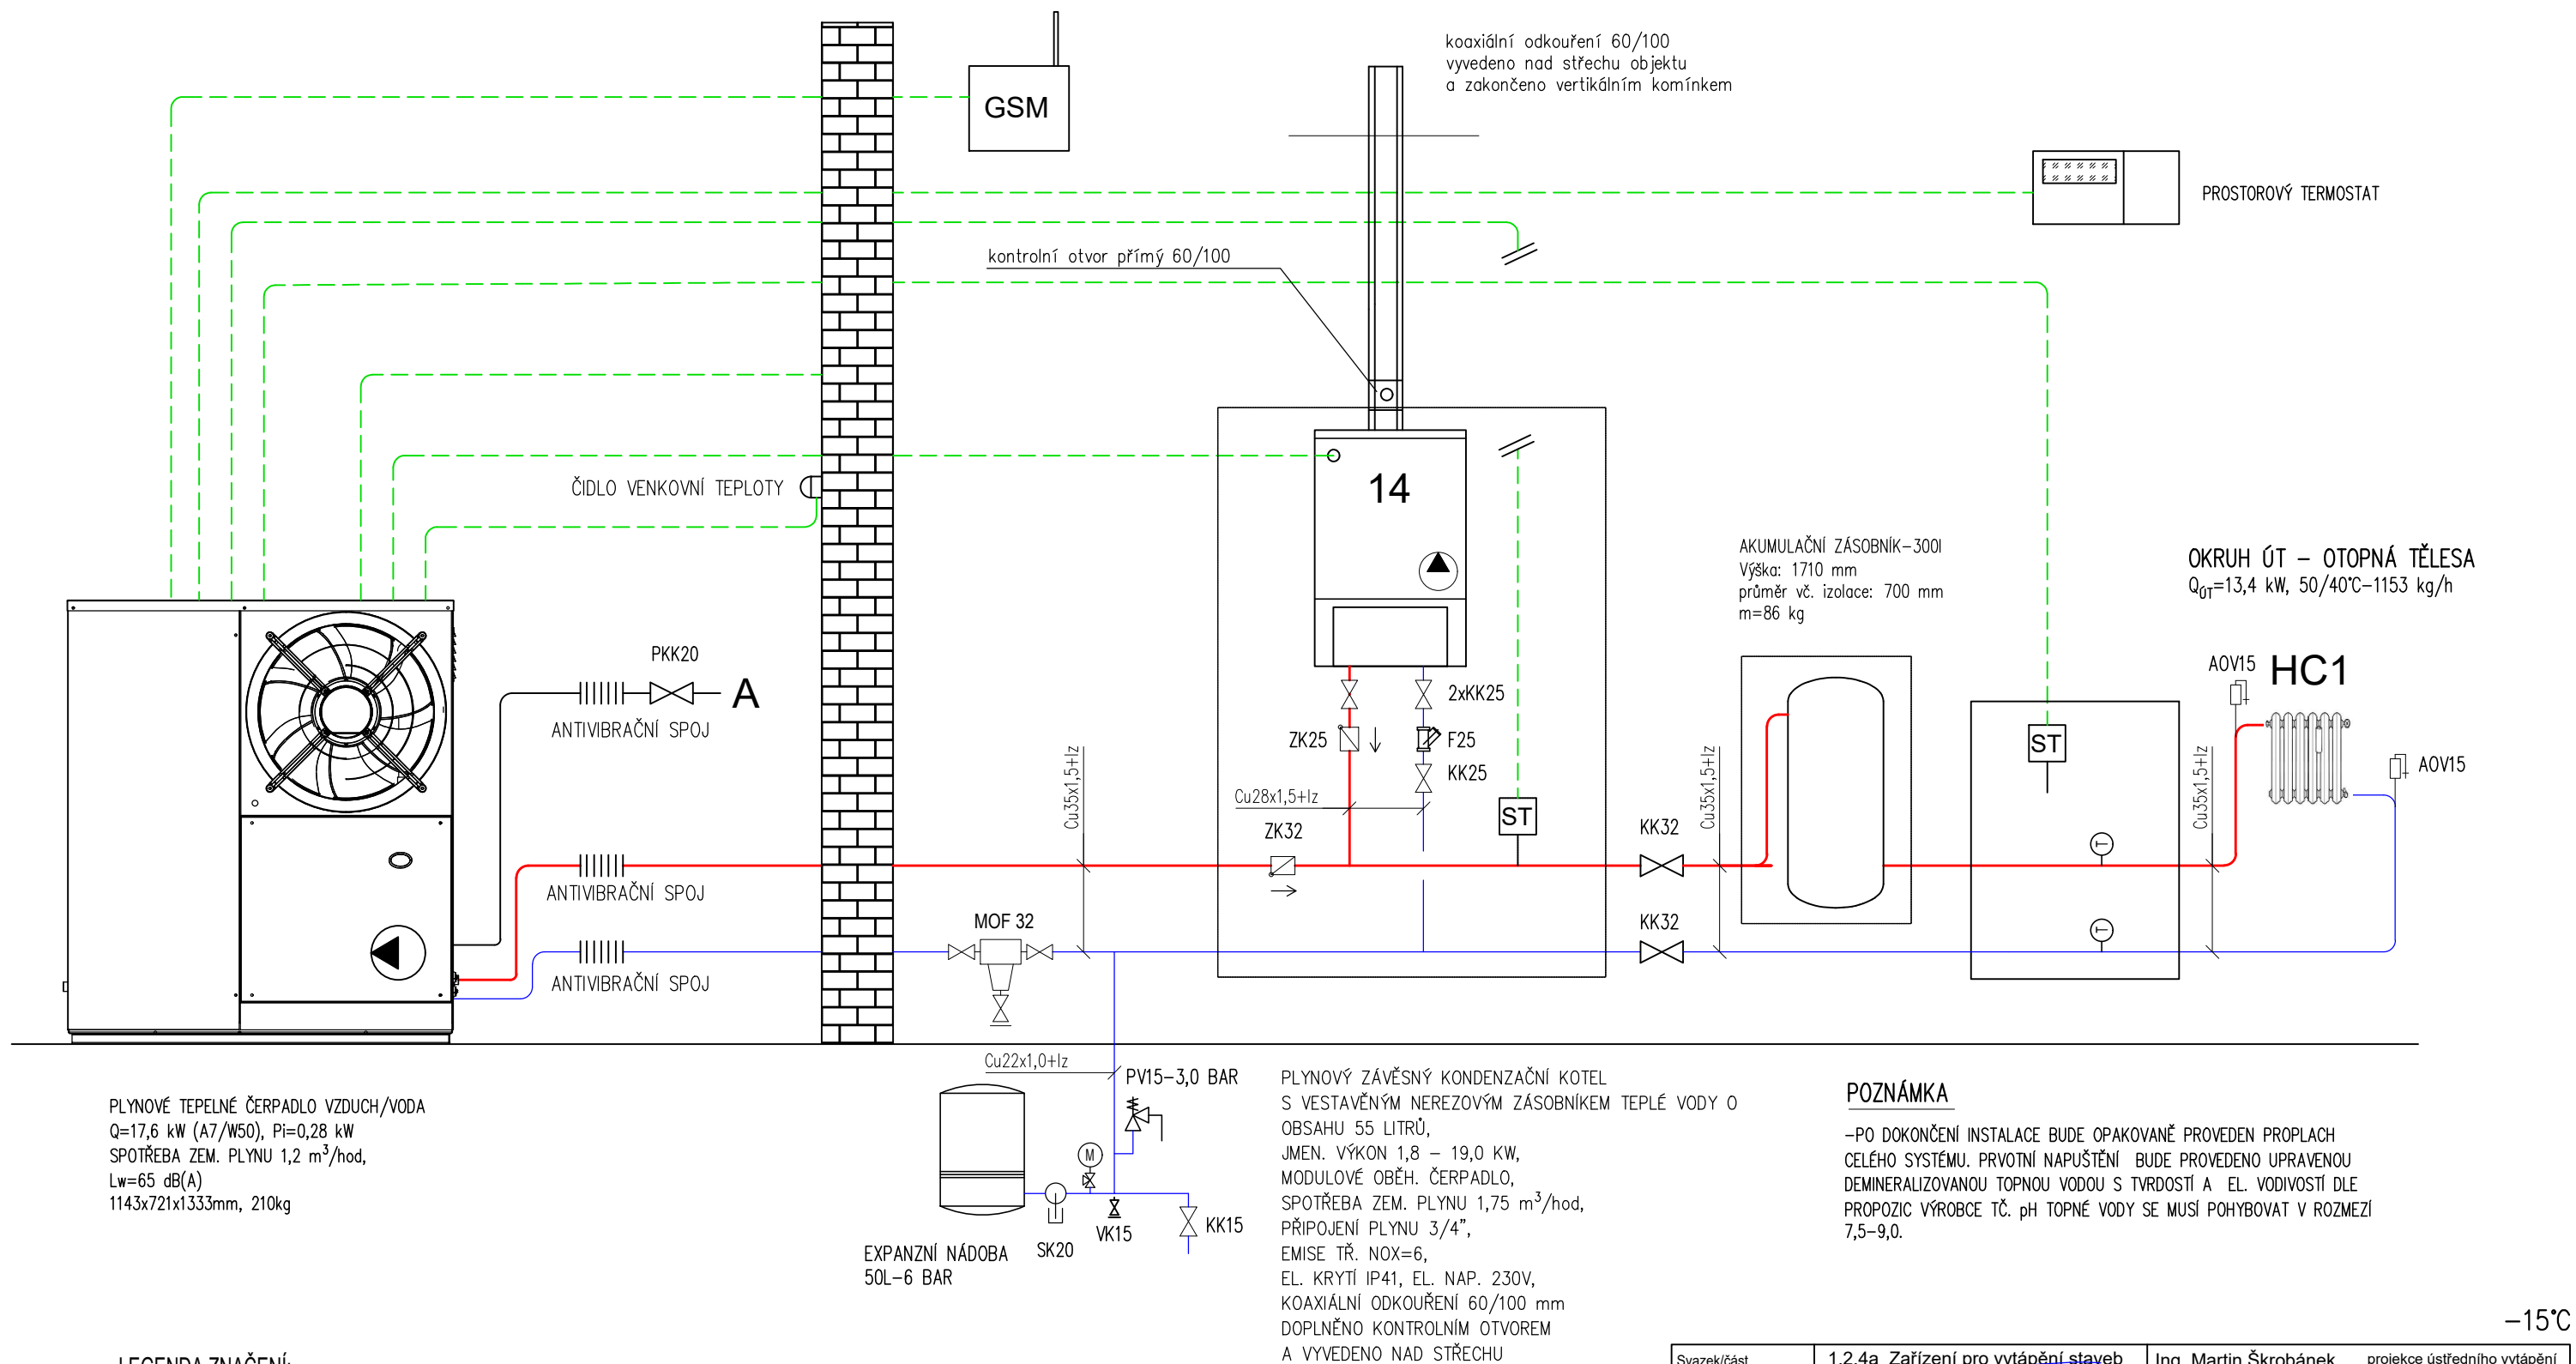 koaxiální odkouření 60/100
vyvedeno nad střechu objektu
a zakončeno vertikálním komínkem
GSM
PROSTOROVÝ TERMOSTAT
kontrolní otvor přímý 60/100
ČIDLO VENKOVNÍ TEPLOTY
14
AKUMULAČNÍ ZÁSOBNÍK-300l
Výška: 1710 mm
průměr vč. izolace: 700 mm
m=86 kg
OKRUH ÚT - OTOPNÁ TĚLESA
QÚT=13,4 kW, 50/40°C-1153 kg/h
PKK20
A
ANTIVIBRAČNÍ SPOJ
2xKK25
ZK25
F25
KK25
Cu28x1,5+Iz
ZK32
ST
Cu35x1,5+Iz
KK32
Cu35x1,5+Iz
ST
AOV15
HC1
AOV15
Cu35x1,5+Iz
T
ANTIVIBRAČNÍ SPOJ
MOF 32
KK32
T
ANTIVIBRAČNÍ SPOJ
Cu22x1,0+Iz
PV15-3,0 BAR
M
VK15
SK20
KK15
EXPANZNÍ NÁDOBA
50L-6 BAR
PLYNOVÉ TEPELNÉ ČERPADLO VZDUCH/VODA
Q=17,6 kW (A7/W50), Pi=0,28 kW
SPOTŘEBA ZEM. PLYNU 1,2 m³/hod,
Lw=65 dB(A)
1143x721x1333mm, 210kg
PLYNOVÝ ZÁVĚSNÝ KONDENZAČNÍ KOTEL
S VESTAVĚNÝM NEREZOVÝM ZÁSOBNÍKEM TEPLÉ VODY O
OBSAHU 55 LITRŮ,
JMEN. VÝKON 1,8 - 19,0 KW,
MODULOVÉ OBĚH. ČERPADLO,
SPOTŘEBA ZEM. PLYNU 1,75 m³/hod,
PŘIPOJENÍ PLYNU 3/4",
EMISE TŘ. NOX=6,
EL. KRYTÍ IP41, EL. NAP. 230V,
KOAXIÁLNÍ ODKOUŘENÍ 60/100 mm
DOPLNĚNO KONTROLNÍM OTVOREM
A VYVEDENO NAD STŘECHU
POZNÁMKA
-PO DOKONČENÍ INSTALACE BUDE OPAKOVANĚ PROVEDEN PROPLACH
CELÉHO SYSTÉMU. PRVOTNÍ NAPUŠTĚNÍ BUDE PROVEDENO UPRAVENOU
DEMINERALIZOVANOU TOPNOU VODOU S TVRDOSTÍ A EL. VODIVOSTÍ DLE
PROPOZIC VÝROBCE TČ. pH TOPNÉ VODY SE MUSÍ POHYBOVAT V ROZMEZÍ
7,5-9,0.
-15°C
LEGENDA ZNAČENÍ:
Svazek/část
1.2.4a Zařízení pro vytápění staveb
Ing. Martin Škrobánek
projekce ústředního vytápění